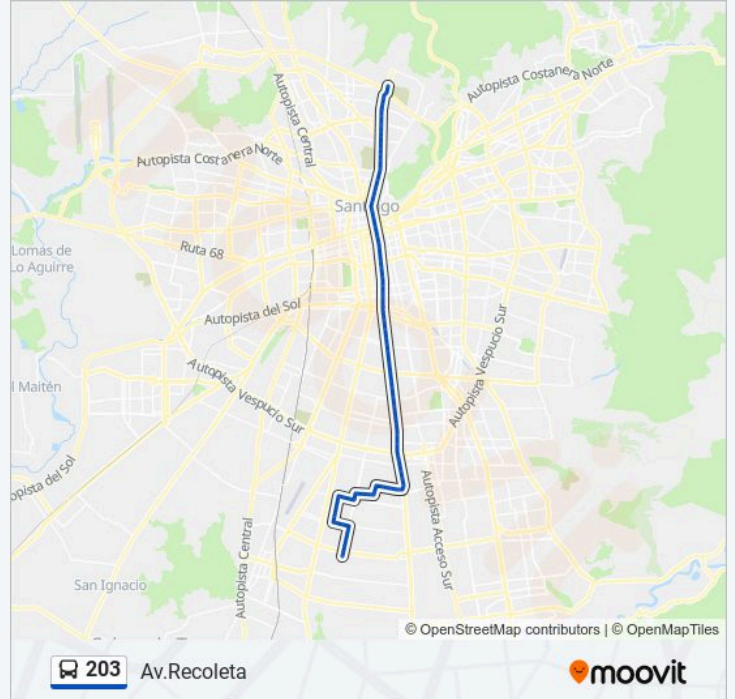 Autopista Costanera Norte
Autopista Central
Autopista Costanera Norte
Santiago
Lomas de
Lo Aguirre
Ruta 68
Autopista del Sol
Autopista Vespucio Sur
l Maitén
Autopista Vespucio Sur
opista del Sol
Autopista Acceso Sur
Autopista Central
San Ignacio
© OpenStreetMap contributors | © OpenMapTiles
203 Av.Recoleta
moovit